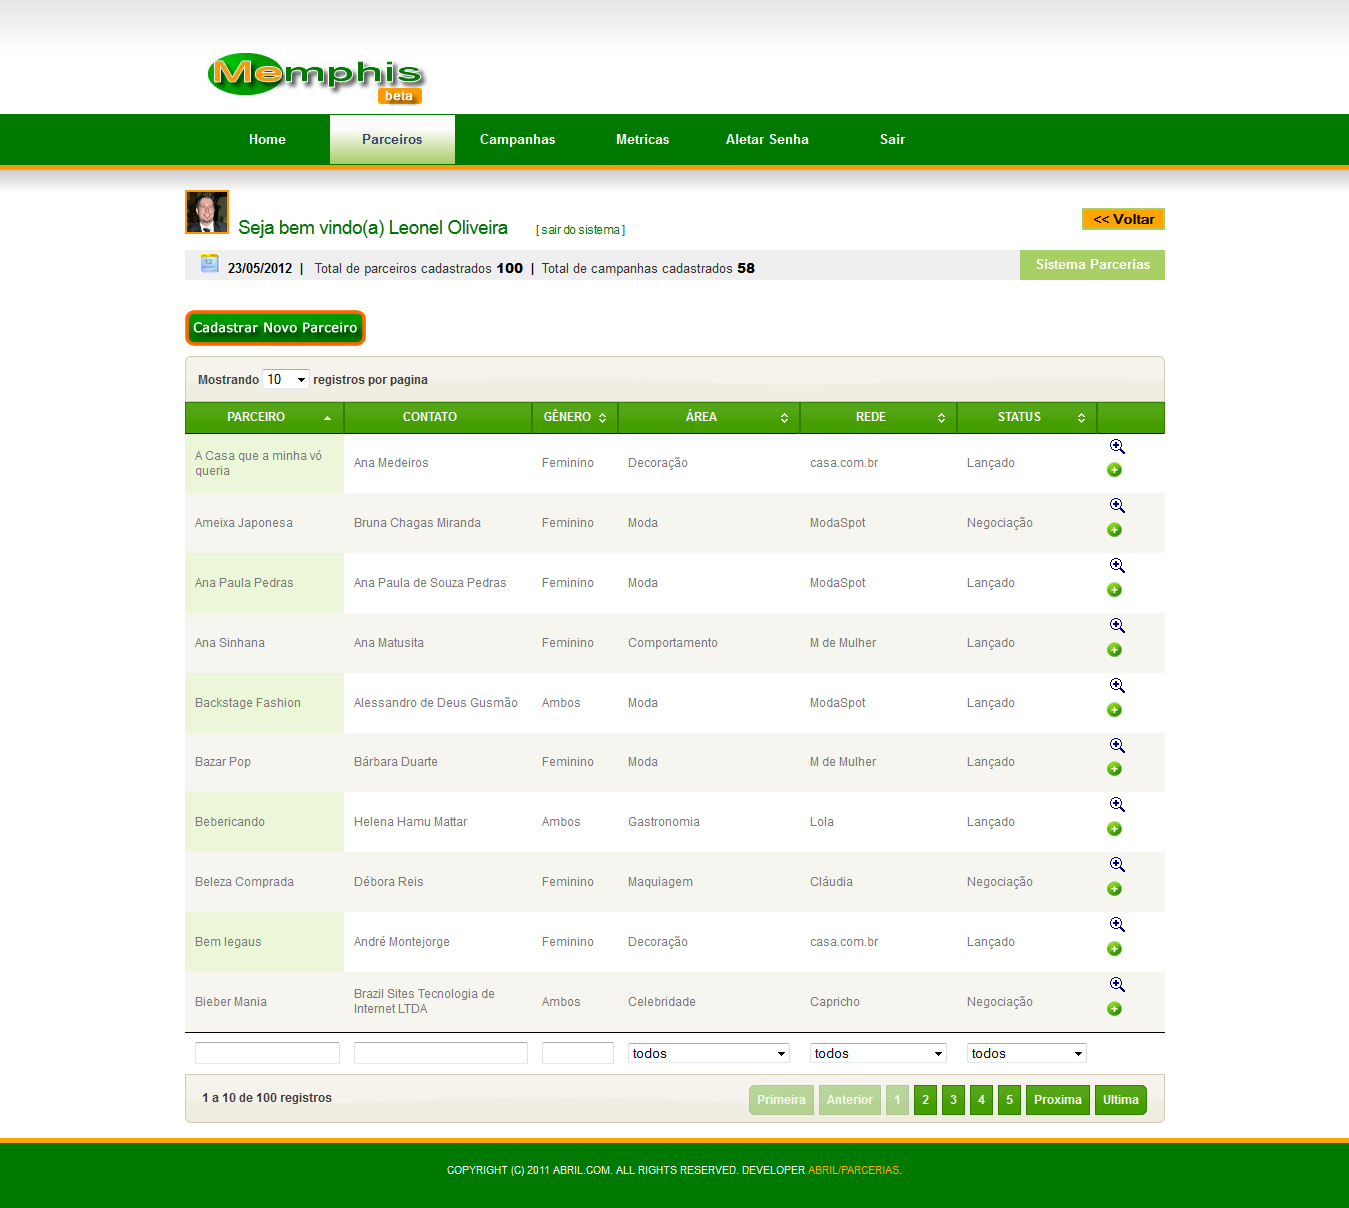 Memphis
beta
Home Parceiros Campanhas Metricas Aletar Senha Sair
Seja bem vindo(a) Leonel Oliveira [ sair do sistema ] << Voltar
23/05/2012 | Total de parceiros cadastrados 100 | Total de campanhas cadastrados 58 Sistema Parcerias
Cadastrar Novo Parceiro
Mostrando 10 registros por pagina
PARCEIRO CONTATO GÊNERO ÁREA REDE STATUS
A Casa que a minha vó
queria
Ana Medeiros Feminino Decoração casa.com.br Lançado
Ameixa Japonesa Bruna Chagas Miranda Feminino Moda ModaSpot Negociação
Ana Paula Pedras Ana Paula de Souza Pedras Feminino Moda ModaSpot Lançado
Ana Sinhana Ana Matusita Feminino Comportamento M de Mulher Lançado
Backstage Fashion Alessandro de Deus Gusmão Ambos Moda ModaSpot Lançado
Bazar Pop Bárbara Duarte Feminino Moda M de Mulher Lançado
Bebericando Helena Hamu Mattar Ambos Gastronomia Lola Lançado
Beleza Comprada Débora Reis Feminino Maquiagem Cláudia Negociação
Bem legaus André Montejorge Feminino Decoração casa.com.br Lançado
Bieber Mania
Brazil Sites Tecnologia de
Internet LTDA
Ambos Celebridade Capricho Negociação
todos todos todos
1 a 10 de 100 registros Primeira Anterior 1 2 3 4 5 Proxima Ultima
COPYRIGHT (C) 2011 ABRIL.COM. ALL RIGHTS RESERVED. DEVELOPER ABRIL/PARCERIAS.